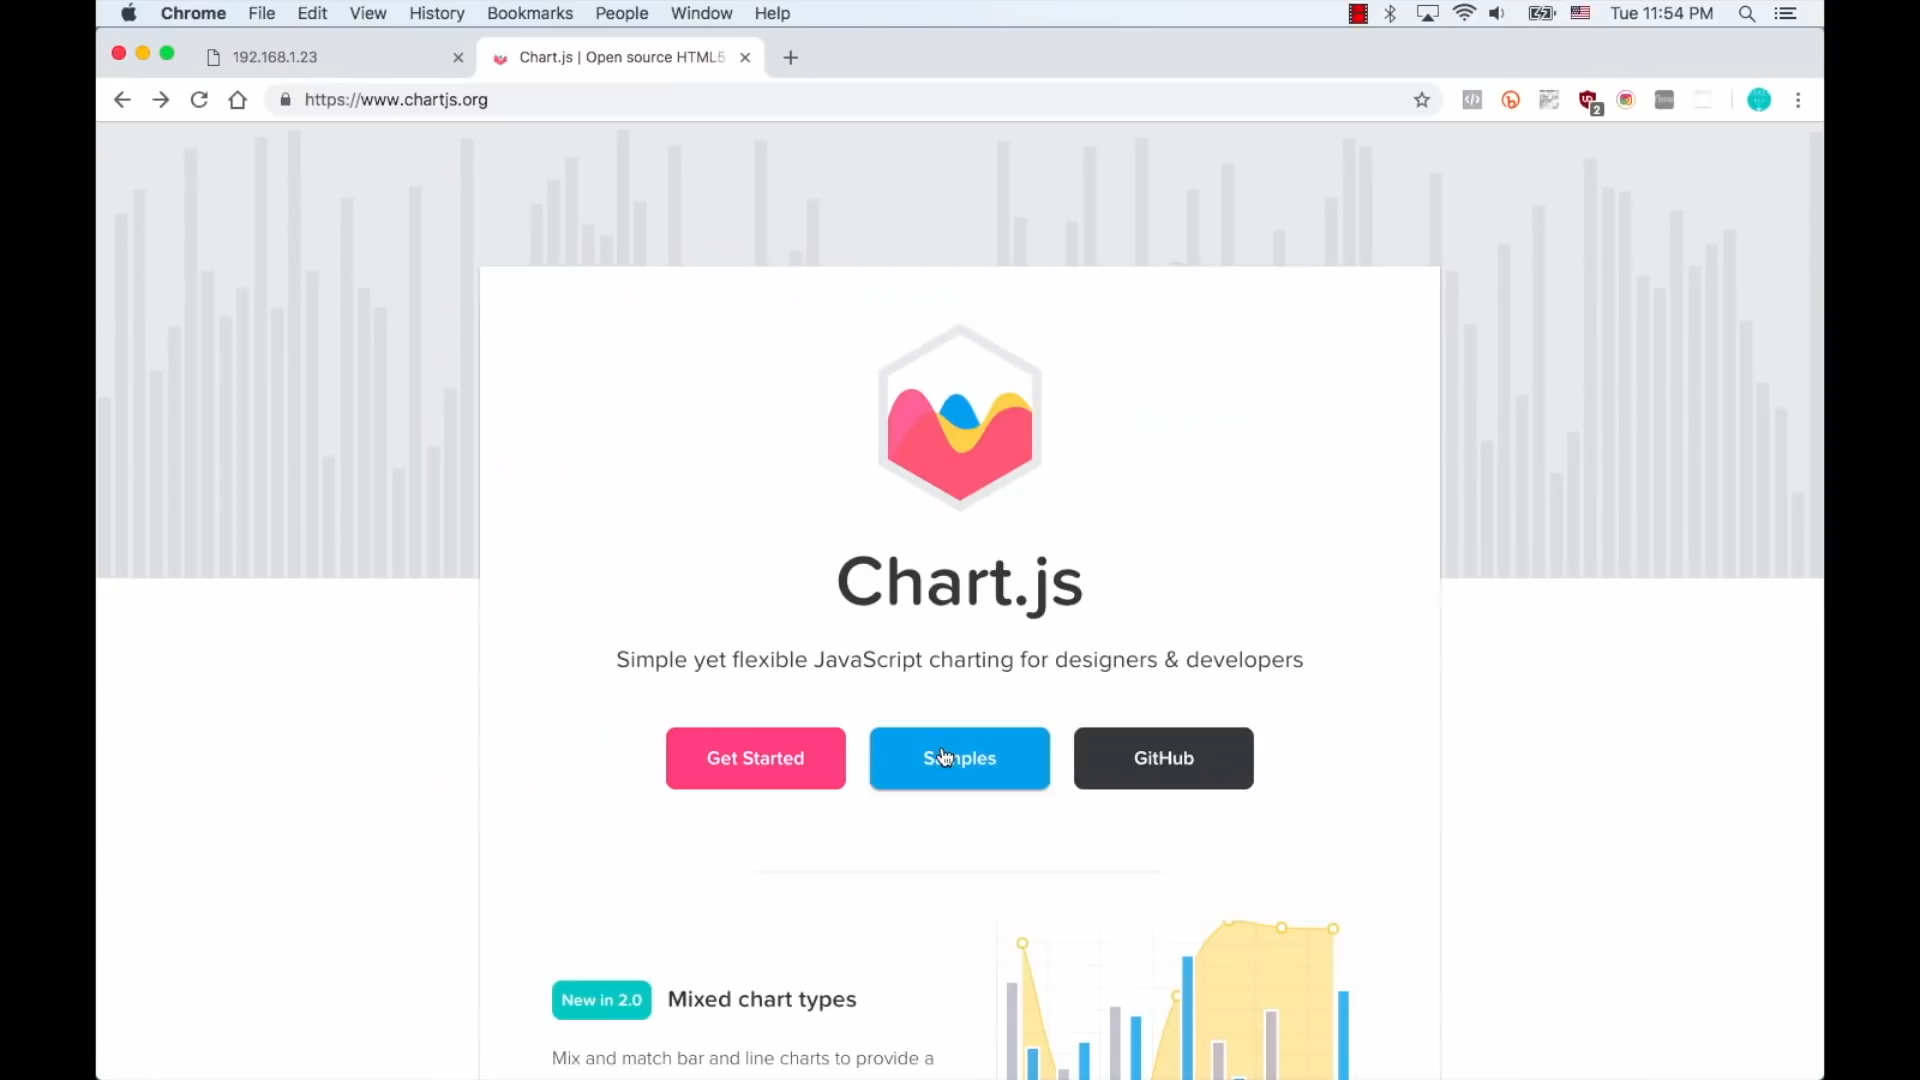 Chrome File Edit View History Bookmarks People Window Help Tue 11:54 PM
192.168.1.23 Chart.js | Open source HTML5
https://www.chartjs.org
2
Chart.js
Simple yet flexible JavaScript charting for designers & developers
Get Started Samples GitHub
New in 2.0 Mixed chart types
Mix and match bar and line charts to provide a